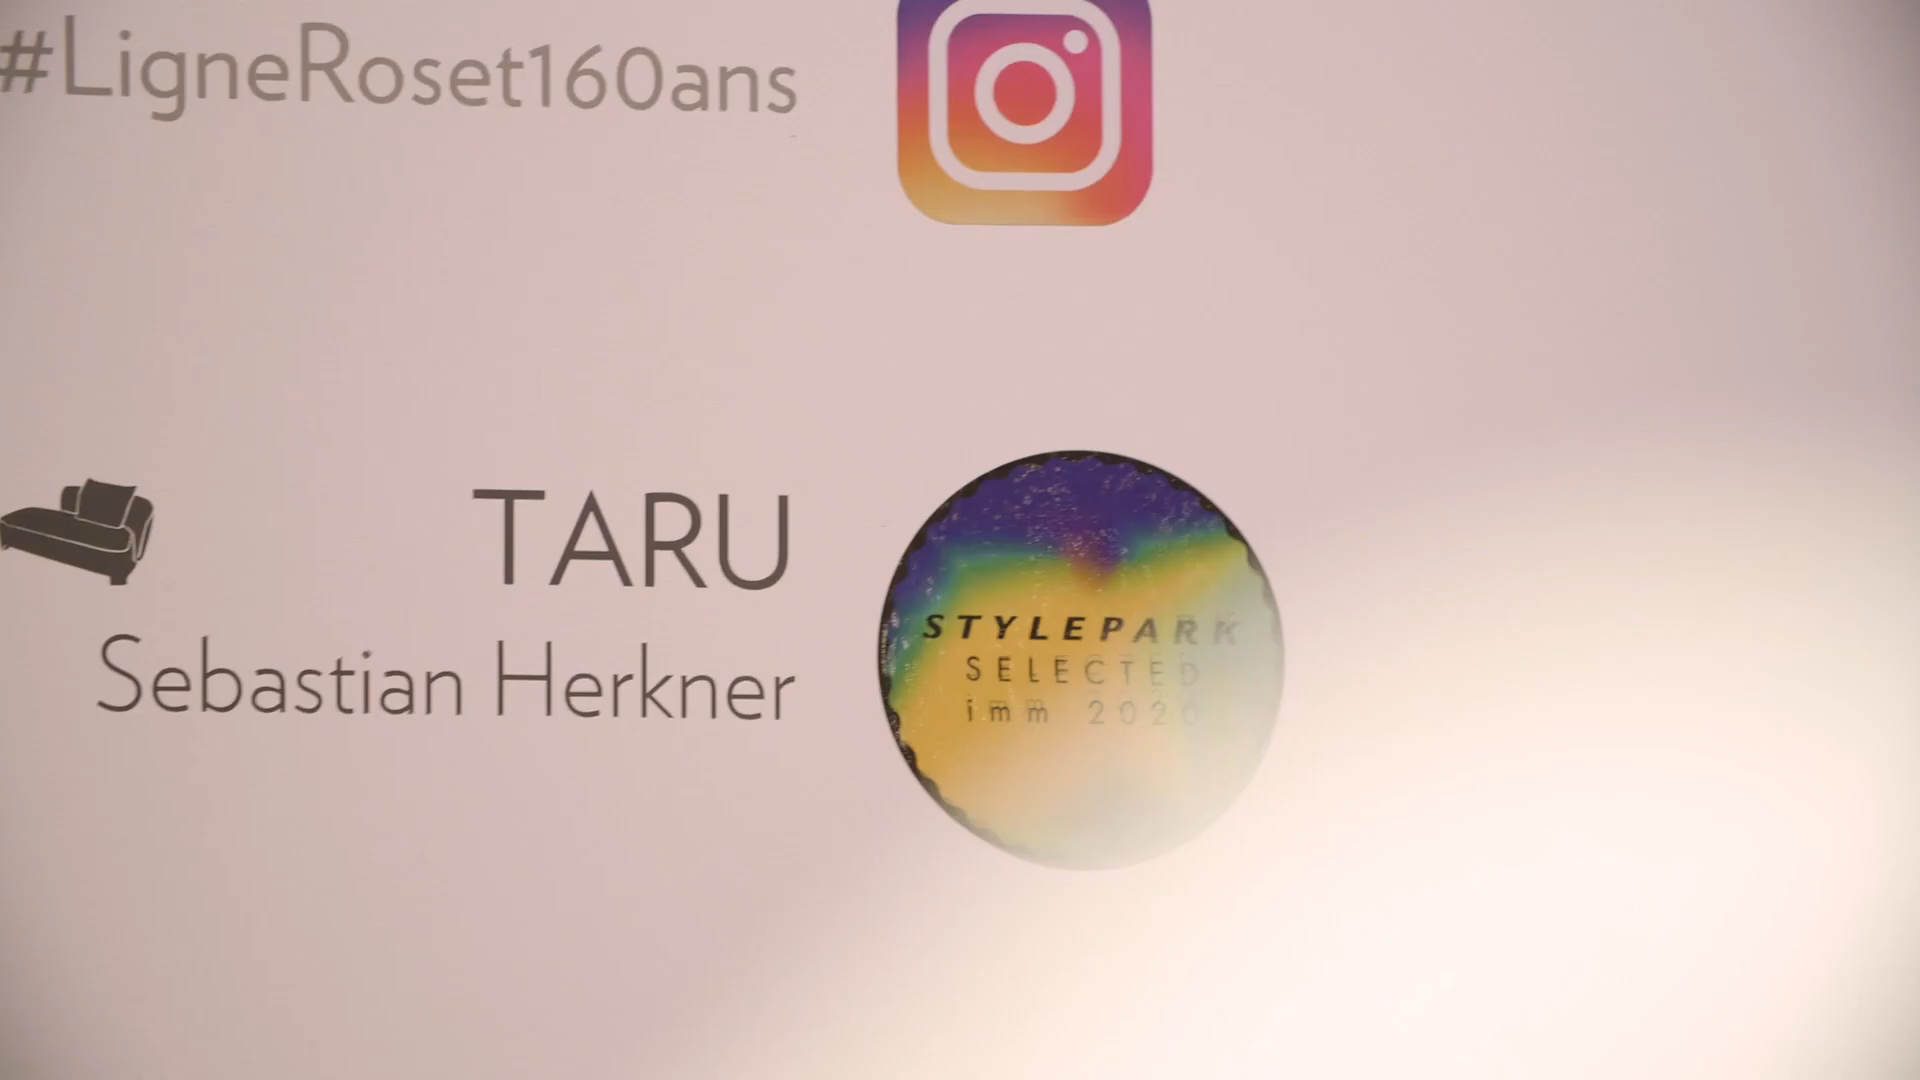 #LigneRoset160ans
TARU
Sebastian Herkner
STYLEPARK
SELECTED
imm 2020